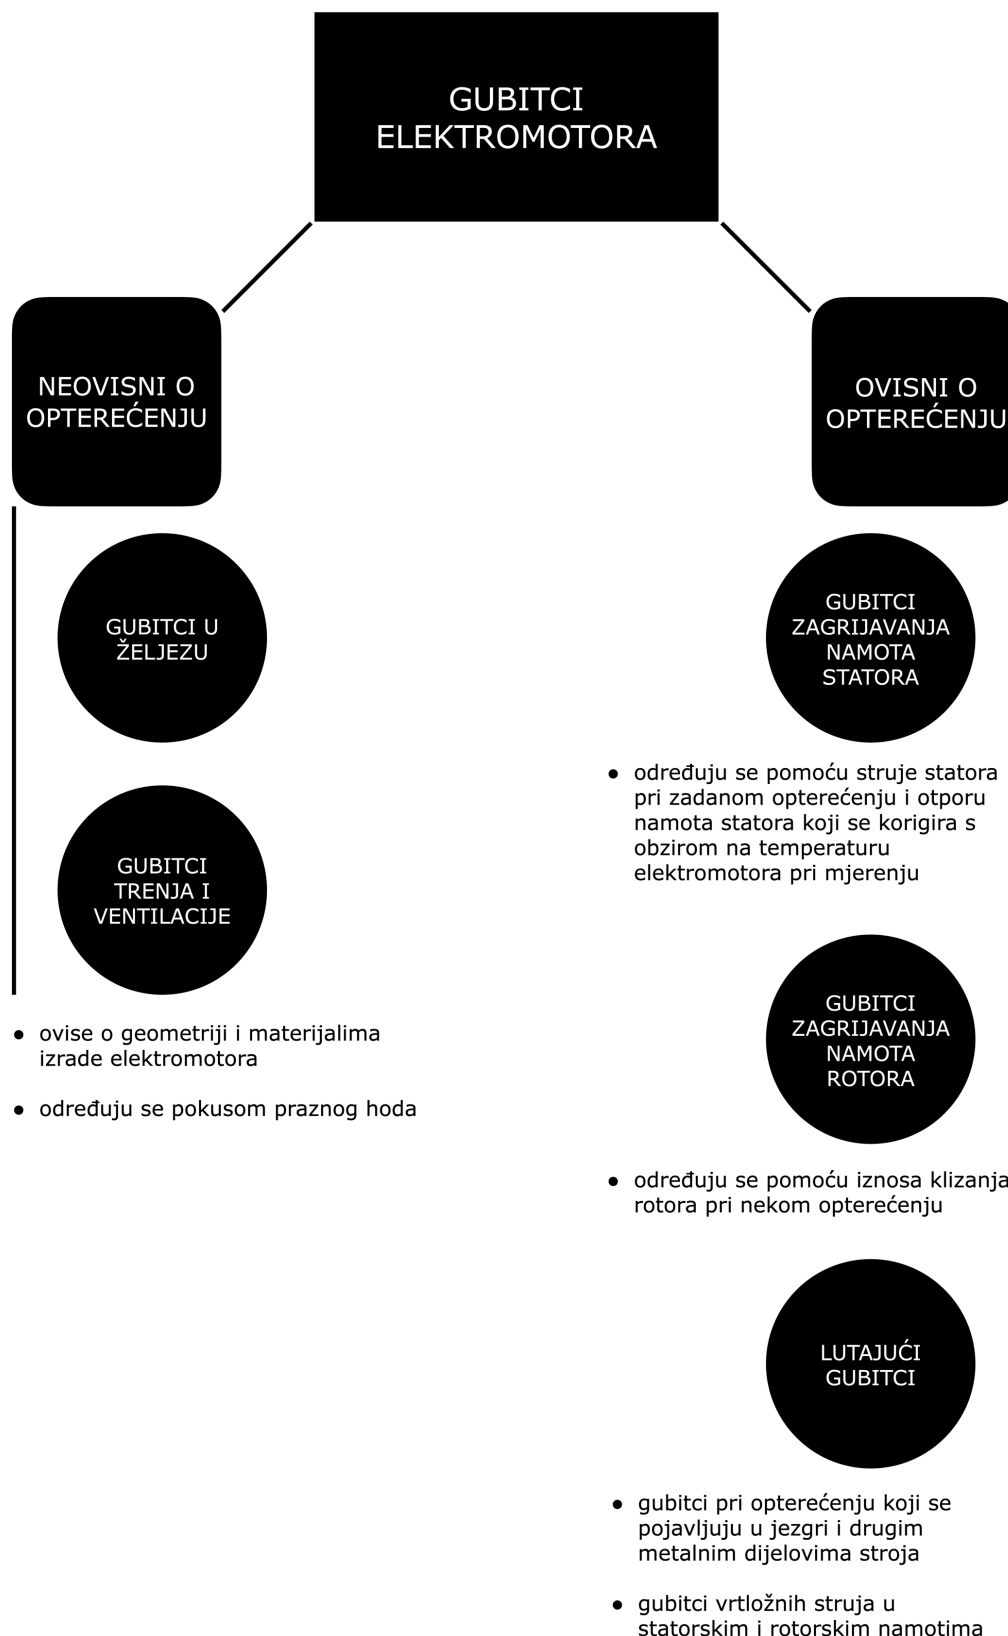 GUBITCI
ELEKTROMOTORA
NEOVISNI O
OPTEREĆENJU
GUBITCI U
ŽELJEZU
GUBITCI
TRENJA I
VENTILACIJE
● ovise o geometriji i materijalima
izrade elektromotora
● određuju se pokusom praznog hoda
OVISNI O
OPTEREĆENJU
GUBITCI
ZAGRIJAVANJA
NAMOTA
STATORA
● određuju se pomoću struje statora
pri zadanom opterećenju i otporu
namota statora koji se korigira s
obzirom na temperaturu
elektromotora pri mjerenju
GUBITCI
ZAGRIJAVANJA
NAMOTA
ROTORA
● određuju se pomoću iznosa klizanja
rotora pri nekom opterećenju
LUTAJUĆI
GUBITCI
● gubitci pri opterećenju koji se
pojavljuju u jezgri i drugim
metalnim dijelovima stroja
● gubitci vrtložnih struja u
statorskim i rotorskim namotima